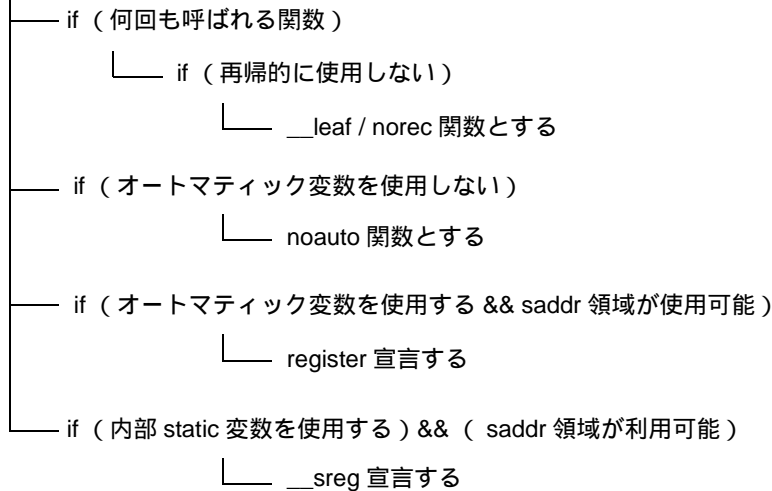 if （何回も呼ばれる関数）
if （再帰的に使用しない）
__leaf / norec 関数とする
if （オートマティック変数を使用しない）
noauto 関数とする
if （オートマティック変数を使用する && saddr 領域が使用可能）
register 宣言する
if （内部 static 変数を使用する）&& （ saddr 領域が利用可能）
__sreg 宣言する